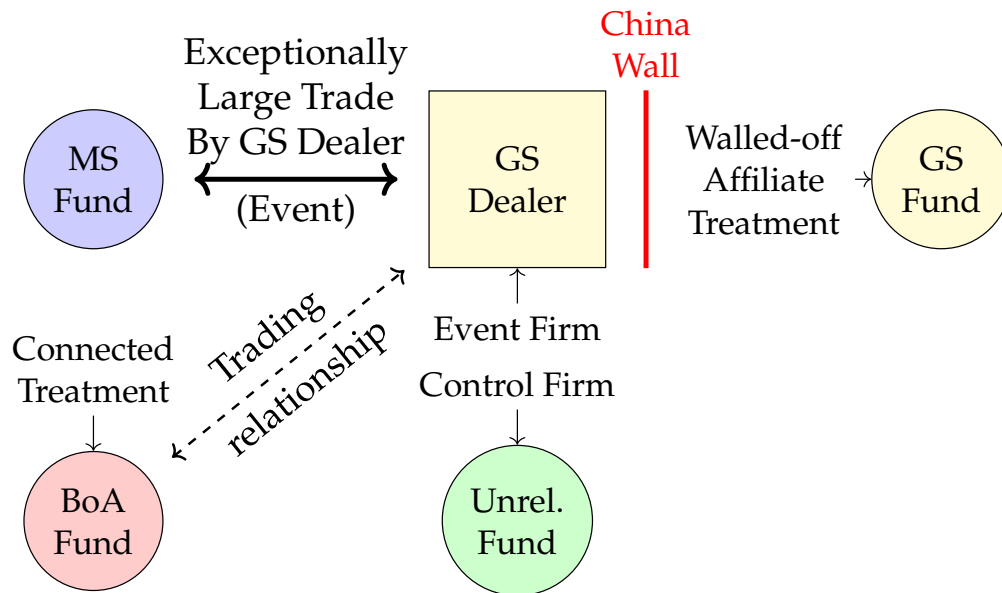 Exceptionally
Large Trade
By GS Dealer
(Event)
MS
Fund
GS
Dealer
China
Wall
Walled-off
Affiliate
Treatment
GS
Fund
Trading
relationship
Connected
Treatment
BoA
Fund
Event Firm
Control Firm
Unrel.
Fund